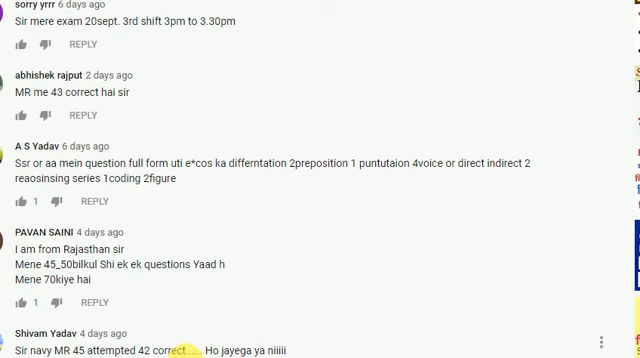 sorry yrrr 6 days ago
Sir mere exam 20sept. 3rd shift 3pm to 3.30pm
REPLY
abhishek rajput 2 days ago
MR me 43 correct hai sir
REPLY
A S Yadav 6 days ago
Ssr or aa mein question full form uti e*cos ka differntation 2preposition 1 puntutaion 4voice or direct indirect 2
reaosinsing series 1coding 2figure
1 REPLY
PAVAN SAINI 4 days ago
I am from Rajasthan sir
Mene 45_50bilkul Shi ek ek questions Yaad h
Mene 70kiye hai
1 REPLY
Shivam Yadav 4 days ago
Sir navy MR 45 attempted 42 correct...... Ho jayega ya niiiii